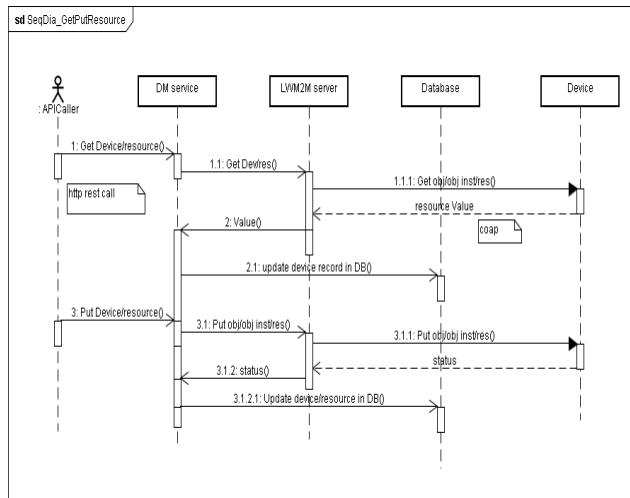 sd SeqDia_GetPutResource
: APICaller
DM service
LWM2M server
Database
Device
1: Get Device/resource()
1.1: Get Dev/res()
1.1.1: Get obj/obj inst/res()
http rest call
resource Value
2: Value()
coap
2.1: update device record in DB()
3: Put Device/resource()
3.1: Put obj/obj inst/res()
3.1.1: Put obj/obj inst/res()
status
3.1.2: status()
3.1.2.1: Update device/resource in DB()